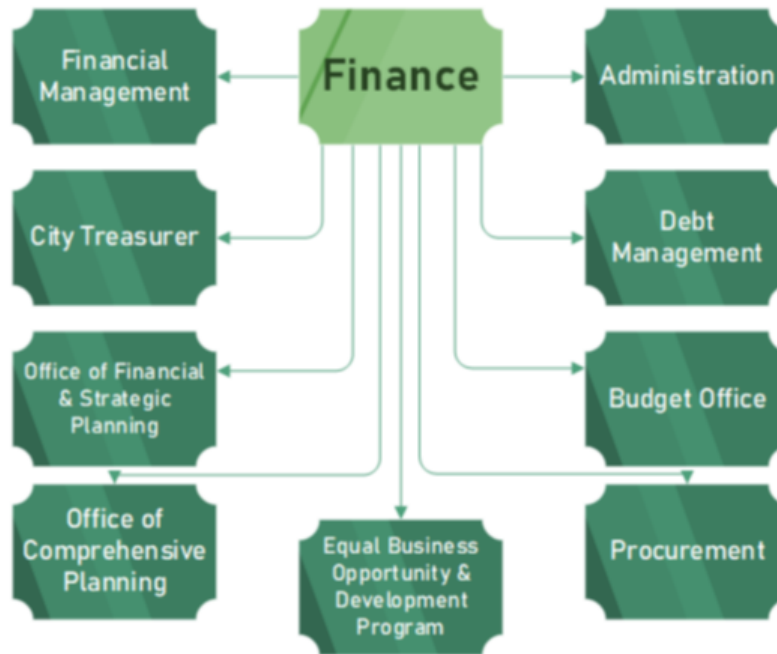 Finance
Financial
Management
Administration
City Treasurer
Debt
Management
Office of Financial
& Strategic
Planning
Budget Office
Office of
Comprehensive
Planning
Equal Business
Opportunity &
Development
Program
Procurement